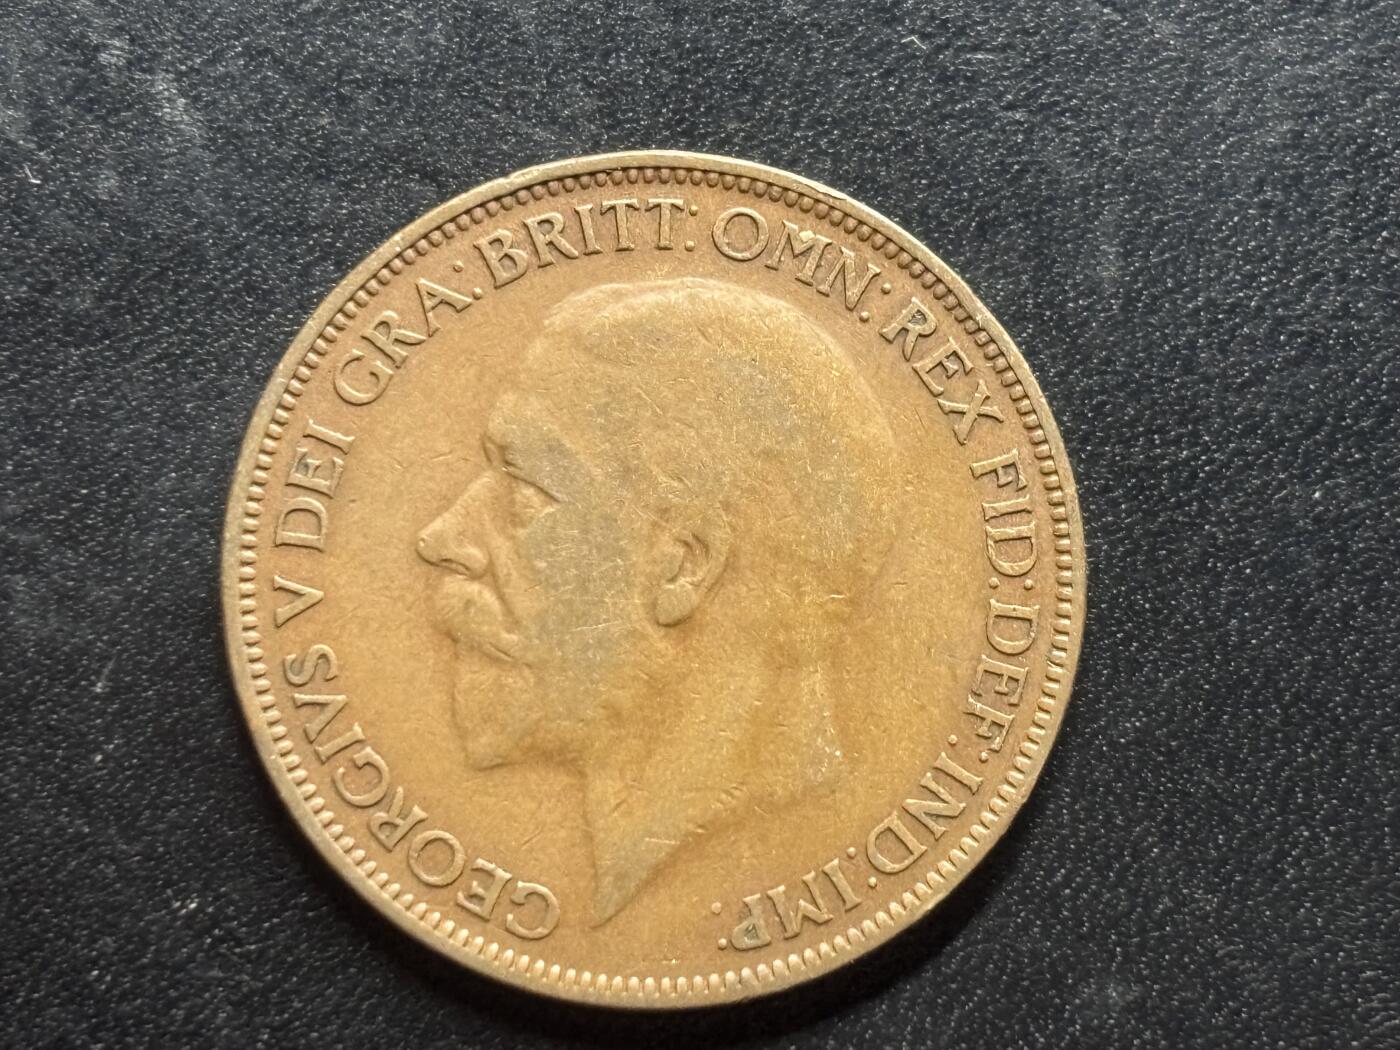 GEORGIVS V DEI GRA: BRITT: OMN: REX FID: DEF: IND: IMP: